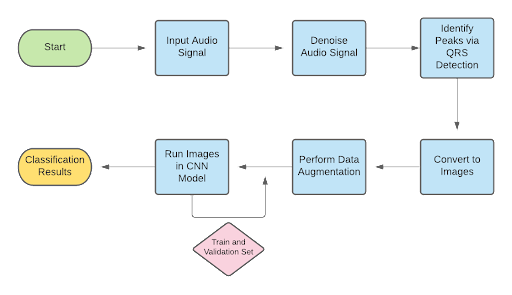 Start
Input Audio
Signal
Denoise
Audio Signal
Identify
Peaks via
QRS
Detection
Classification
Results
Run Images
in CNN
Model
Perform Data
Augmentation
Convert to
Images
Train and
Validation Set